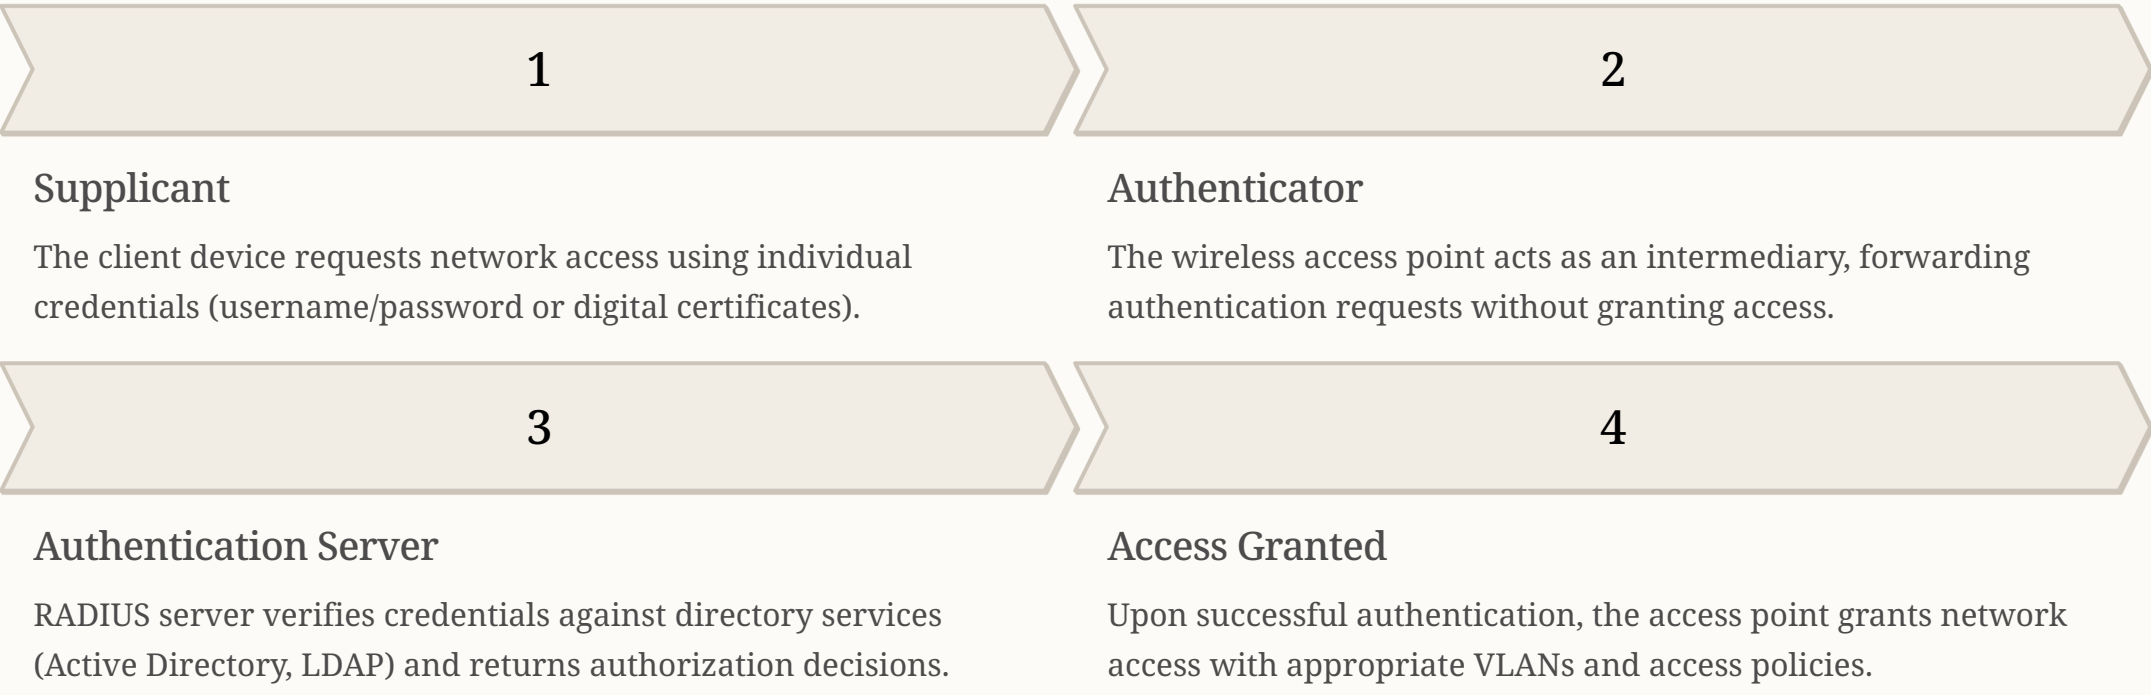 1
2
Supplicant
The client device requests network access using individual
credentials (username/password or digital certificates).
Authenticator
The wireless access point acts as an intermediary, forwarding
authentication requests without granting access.
3
4
Authentication Server
RADIUS server verifies credentials against directory services
(Active Directory, LDAP) and returns authorization decisions.
Access Granted
Upon successful authentication, the access point grants network
access with appropriate VLANs and access policies.